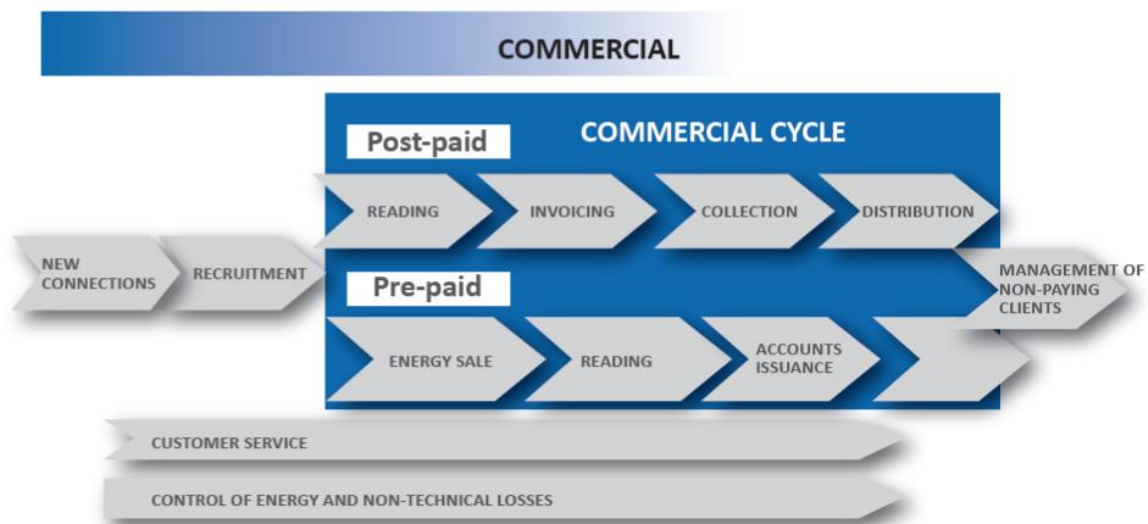 COMMERCIAL
Post-paid
COMMERCIAL CYCLE
READING
INVOICING
COLLECTION
DISTRIBUTION
NEW
CONNECTIONS
RECRUITMENT
Pre-paid
MANAGEMENT OF
NON-PAYING
CLIENTS
ENERGY SALE
READING
ACCOUNTS
ISSUANCE
CUSTOMER SERVICE
CONTROL OF ENERGY AND NON-TECHNICAL LOSSES